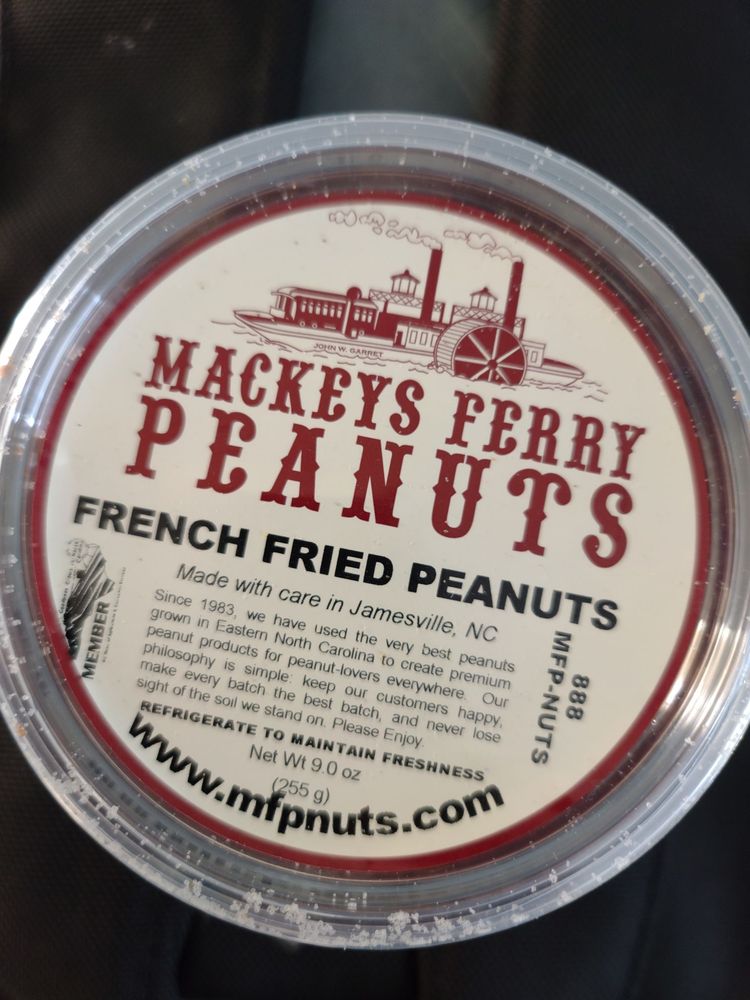 JOHN W. GARRET
MACKEYS FERRY
PEANUTS
FRENCH FRIED PEANUTS
Made with care in Jamesville, NC
Since 1983, we have used the very best peanuts
grown in Eastern North Carolina to create premium
peanut products for peanut-lovers everywhere. Our
philosophy is simple: keep our customers happy,
make every batch the best batch, and never lose
sight of the soil we stand on. Please Enjoy.
REFRIGERATE TO MAINTAIN FRESHNESS
Net Wt 9.0 oz
(255 g)
www.mfpnuts.com
MEMBER
888
MFP-NUTS